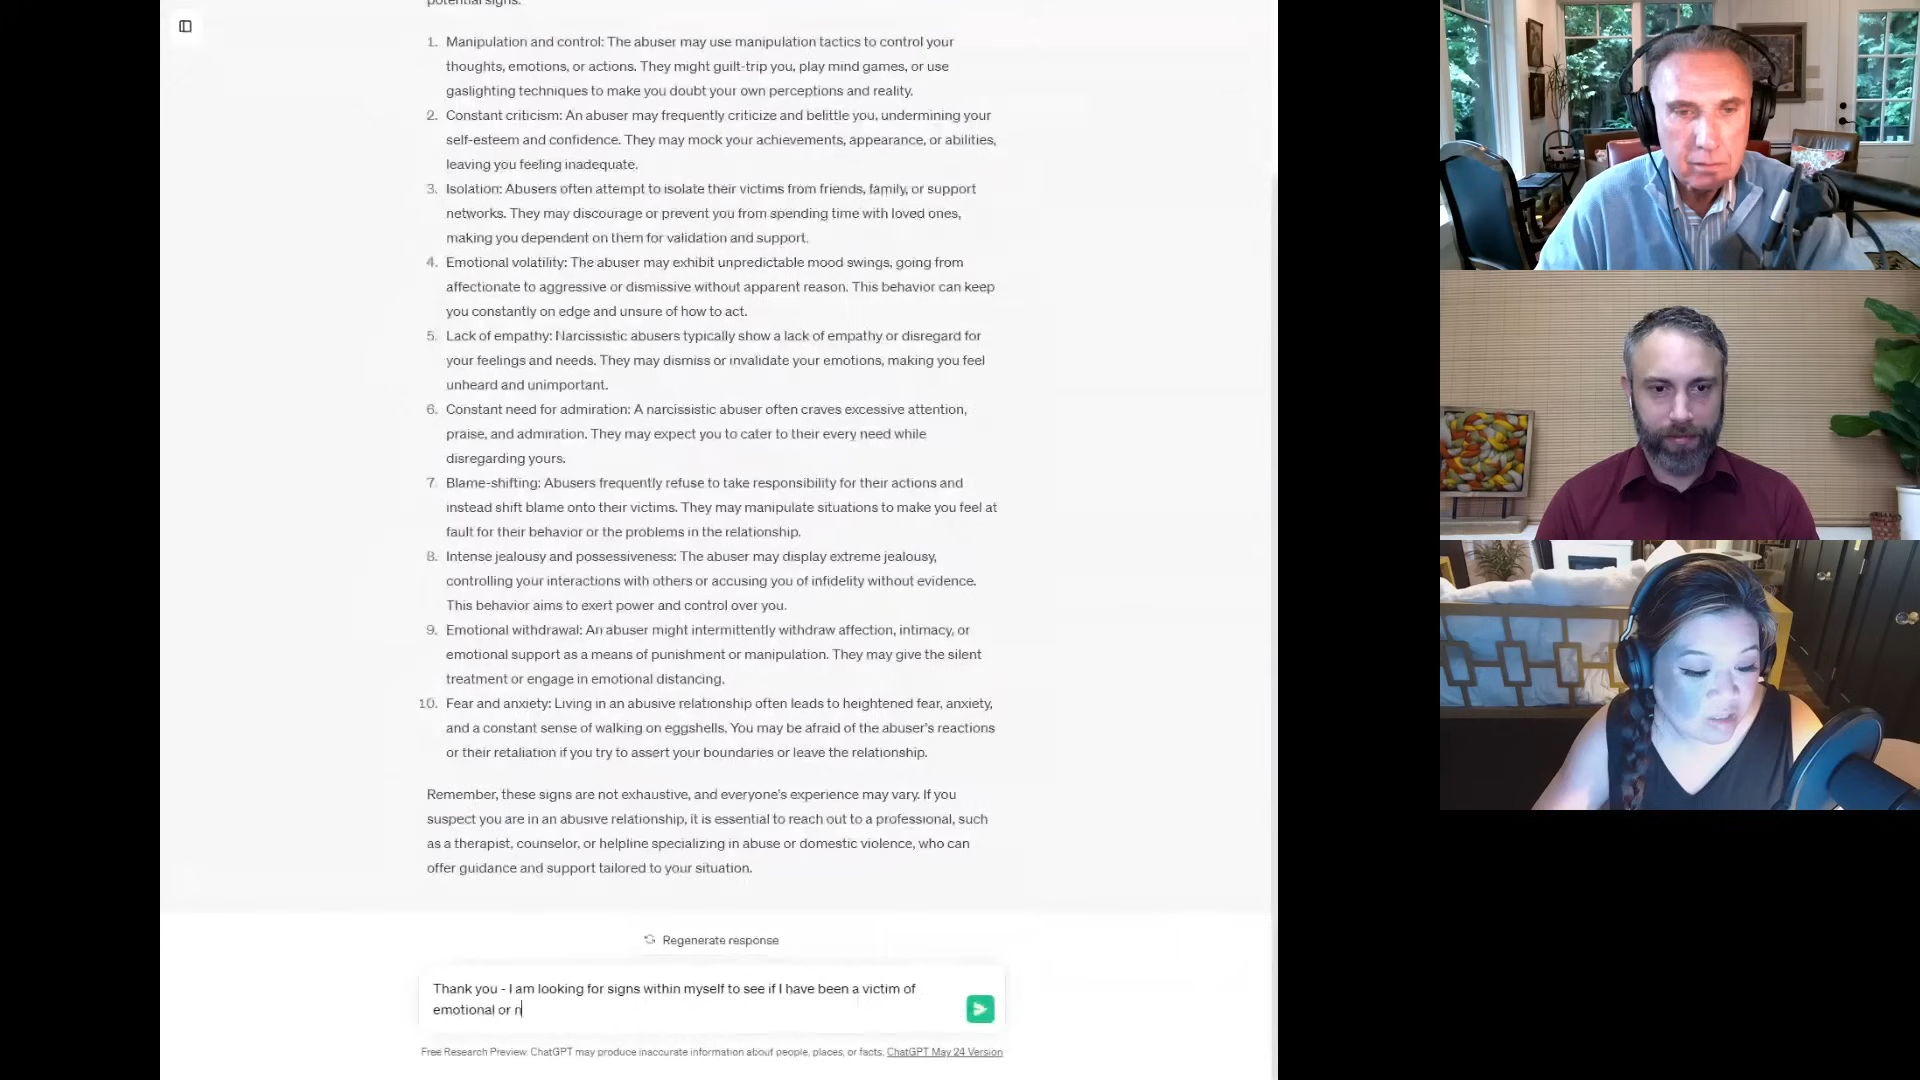 potential signs.
1. Manipulation and control: The abuser may use manipulation tactics to control your
thoughts, emotions, or actions. They might guilt-trip you, play mind games, or use
gaslighting techniques to make you doubt your own perceptions and reality.
2. Constant criticism: An abuser may frequently criticize and belittle you, undermining your
self-esteem and confidence. They may mock your achievements, appearance, or abilities,
leaving you feeling inadequate.
3. Isolation: Abusers often attempt to isolate their victims from friends, family, or support
networks. They may discourage or prevent you from spending time with loved ones,
making you dependent on them for validation and support.
4. Emotional volatility: The abuser may exhibit unpredictable mood swings, going from
affectionate to aggressive or dismissive without apparent reason. This behavior can keep
you constantly on edge and unsure of how to act.
5. Lack of empathy: Narcissistic abusers typically show a lack of empathy or disregard for
your feelings and needs. They may dismiss or invalidate your emotions, making you feel
unheard and unimportant.
6. Constant need for admiration: A narcissistic abuser often craves excessive attention,
praise, and admiration. They may expect you to cater to their every need while
disregarding yours.
7. Blame-shifting: Abusers frequently refuse to take responsibility for their actions and
instead shift blame onto their victims. They may manipulate situations to make you feel at
fault for their behavior or the problems in the relationship.
8. Intense jealousy and possessiveness: The abuser may display extreme jealousy,
controlling your interactions with others or accusing you of infidelity without evidence.
This behavior aims to exert power and control over you.
9. Emotional withdrawal: An abuser might intermittently withdraw affection, intimacy, or
emotional support as a means of punishment or manipulation. They may give the silent
treatment or engage in emotional distancing.
10. Fear and anxiety: Living in an abusive relationship often leads to heightened fear, anxiety,
and a constant sense of walking on eggshells. You may be afraid of the abuser's reactions
or their retaliation if you try to assert your boundaries or leave the relationship.
Remember, these signs are not exhaustive, and everyone's experience may vary. If you
suspect you are in an abusive relationship, it is essential to reach out to a professional, such
as a therapist, counselor, or helpline specializing in abuse or domestic violence, who can
offer guidance and support tailored to your situation.
Regenerate response
Thank you - I am looking for signs within myself to see if I have been a victim of
emotional or n
Free Research Preview. ChatGPT may produce inaccurate information about people, places, or facts. ChatGPT May 24 Version